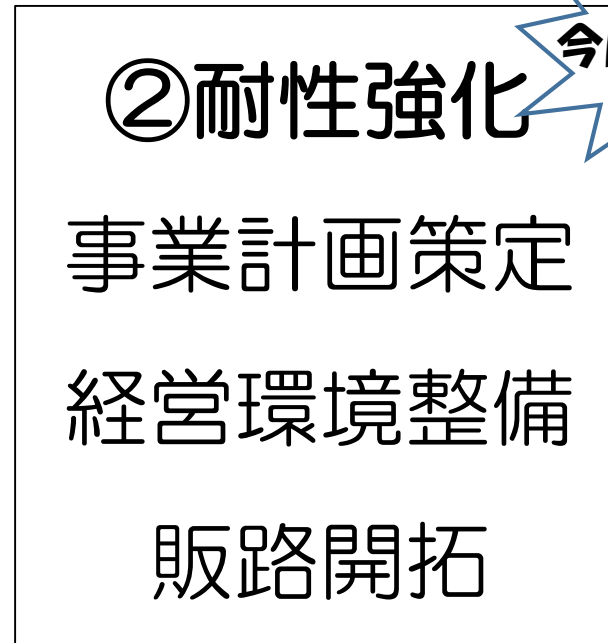 ②耐性強化
今
事業計画策定
経営環境整備
販路開拓